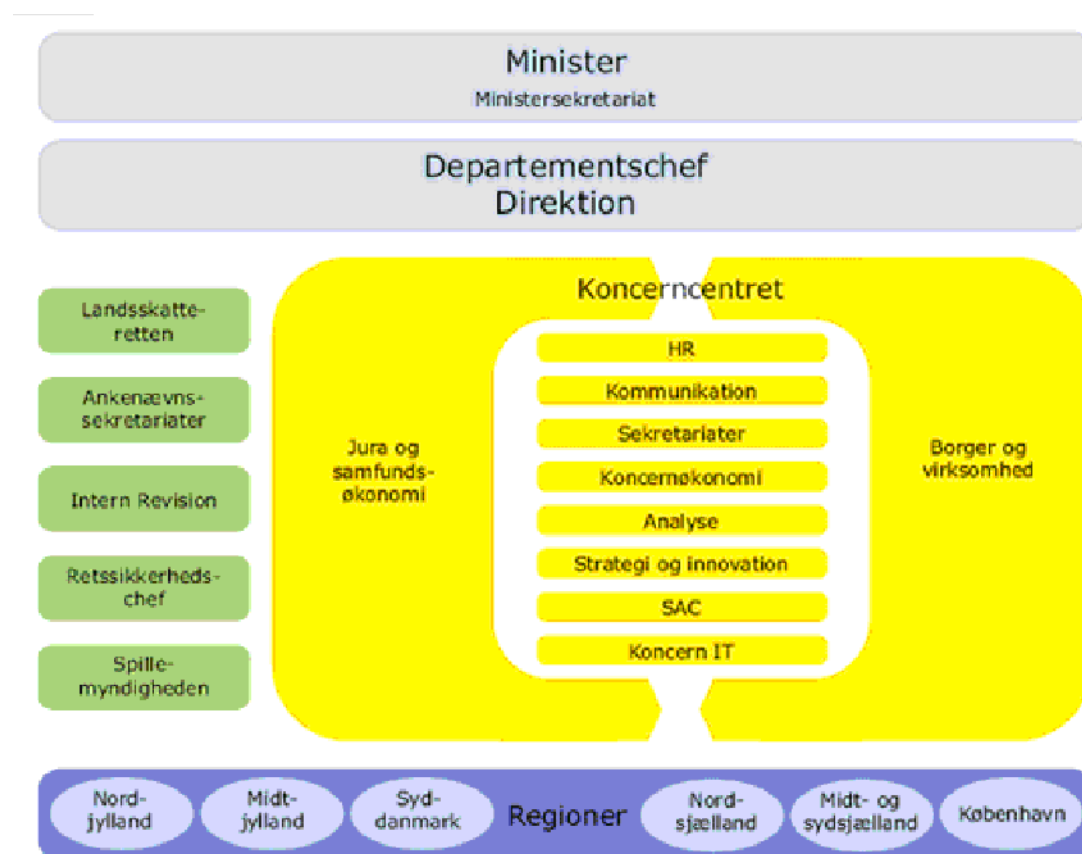 Minister
Ministersekretariat
Departementschef
Direktion
Landsskatte-
retten
Ankenævns-
sekretariater
Intern Revision
Retssikkerheds-
chef
Spille-
myndigheden
Koncerncentret
Jura og
samfunds-
økonomi
HR
Kommunikation
Sekretariater
Koncernøkonomi
Analyse
Strategi og innovation
SAC
Koncern IT
Borger og
virksomhed
Nord-
jylland
Midt-
jylland
Syd-
danmark
Regioner
Nord-
sjælland
Midt- og
sydsjælland
København